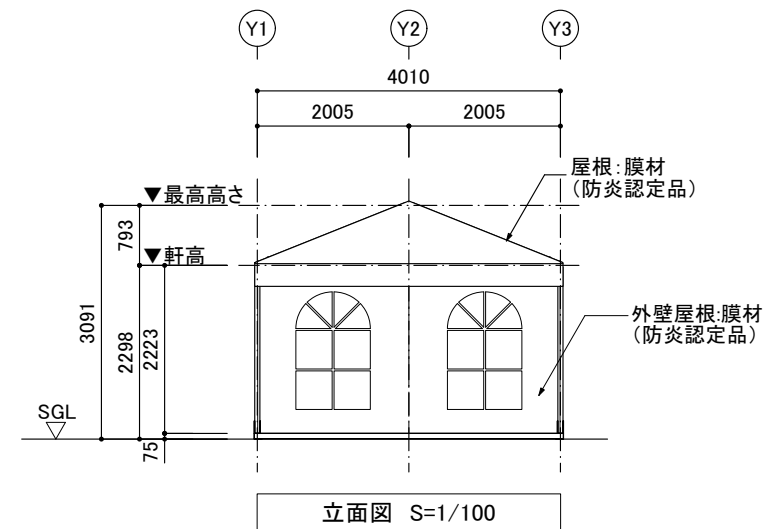 Y1 Y2 Y3
4010
2005 2005
屋根:膜材
(防炎認定品)
▼最高高さ
793
▼軒高
3091
2298
2223
外壁屋根:膜材
(防炎認定品)
SGL
75
立面図 S=1/100